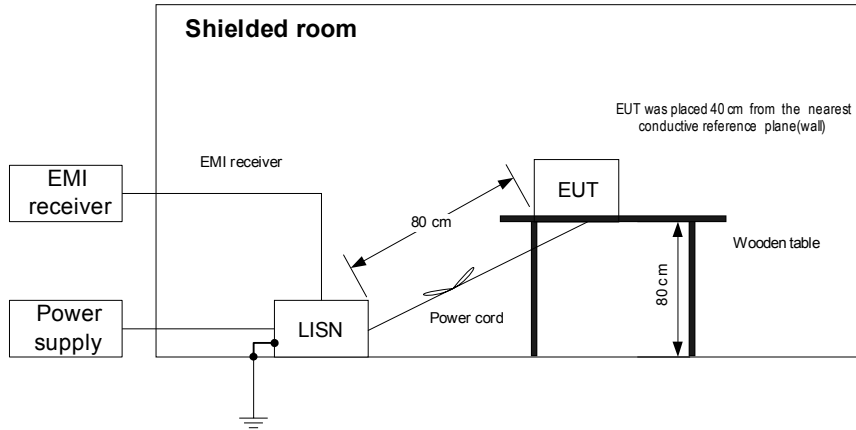 Shielded room
EUT was placed 40 cm from the nearest
conductive reference plane(wall)
EMI receiver
EMI
receiver
EUT
80 cm
Wooden table
80 cm
Power
supply
LISN
Power cord